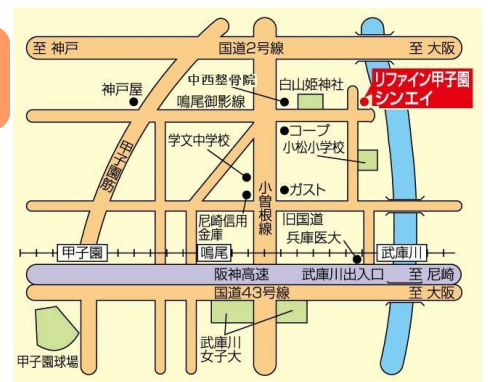 至 神戸
国道2号線
至 大阪
神戸屋
中西整骨院
鳴尾御影線
白山姫神社
リファイン甲子園
シンエイ
コープ
小松小学校
学文中学校
甲子園筋
小曽根線
ガスト
尼崎信用
金庫
旧国道
兵庫医大
甲子園
鳴尾
武庫川
阪神高速
武庫川出入口
至 尼崎
国道43号線
至 大阪
武庫川
女子大
甲子園球場